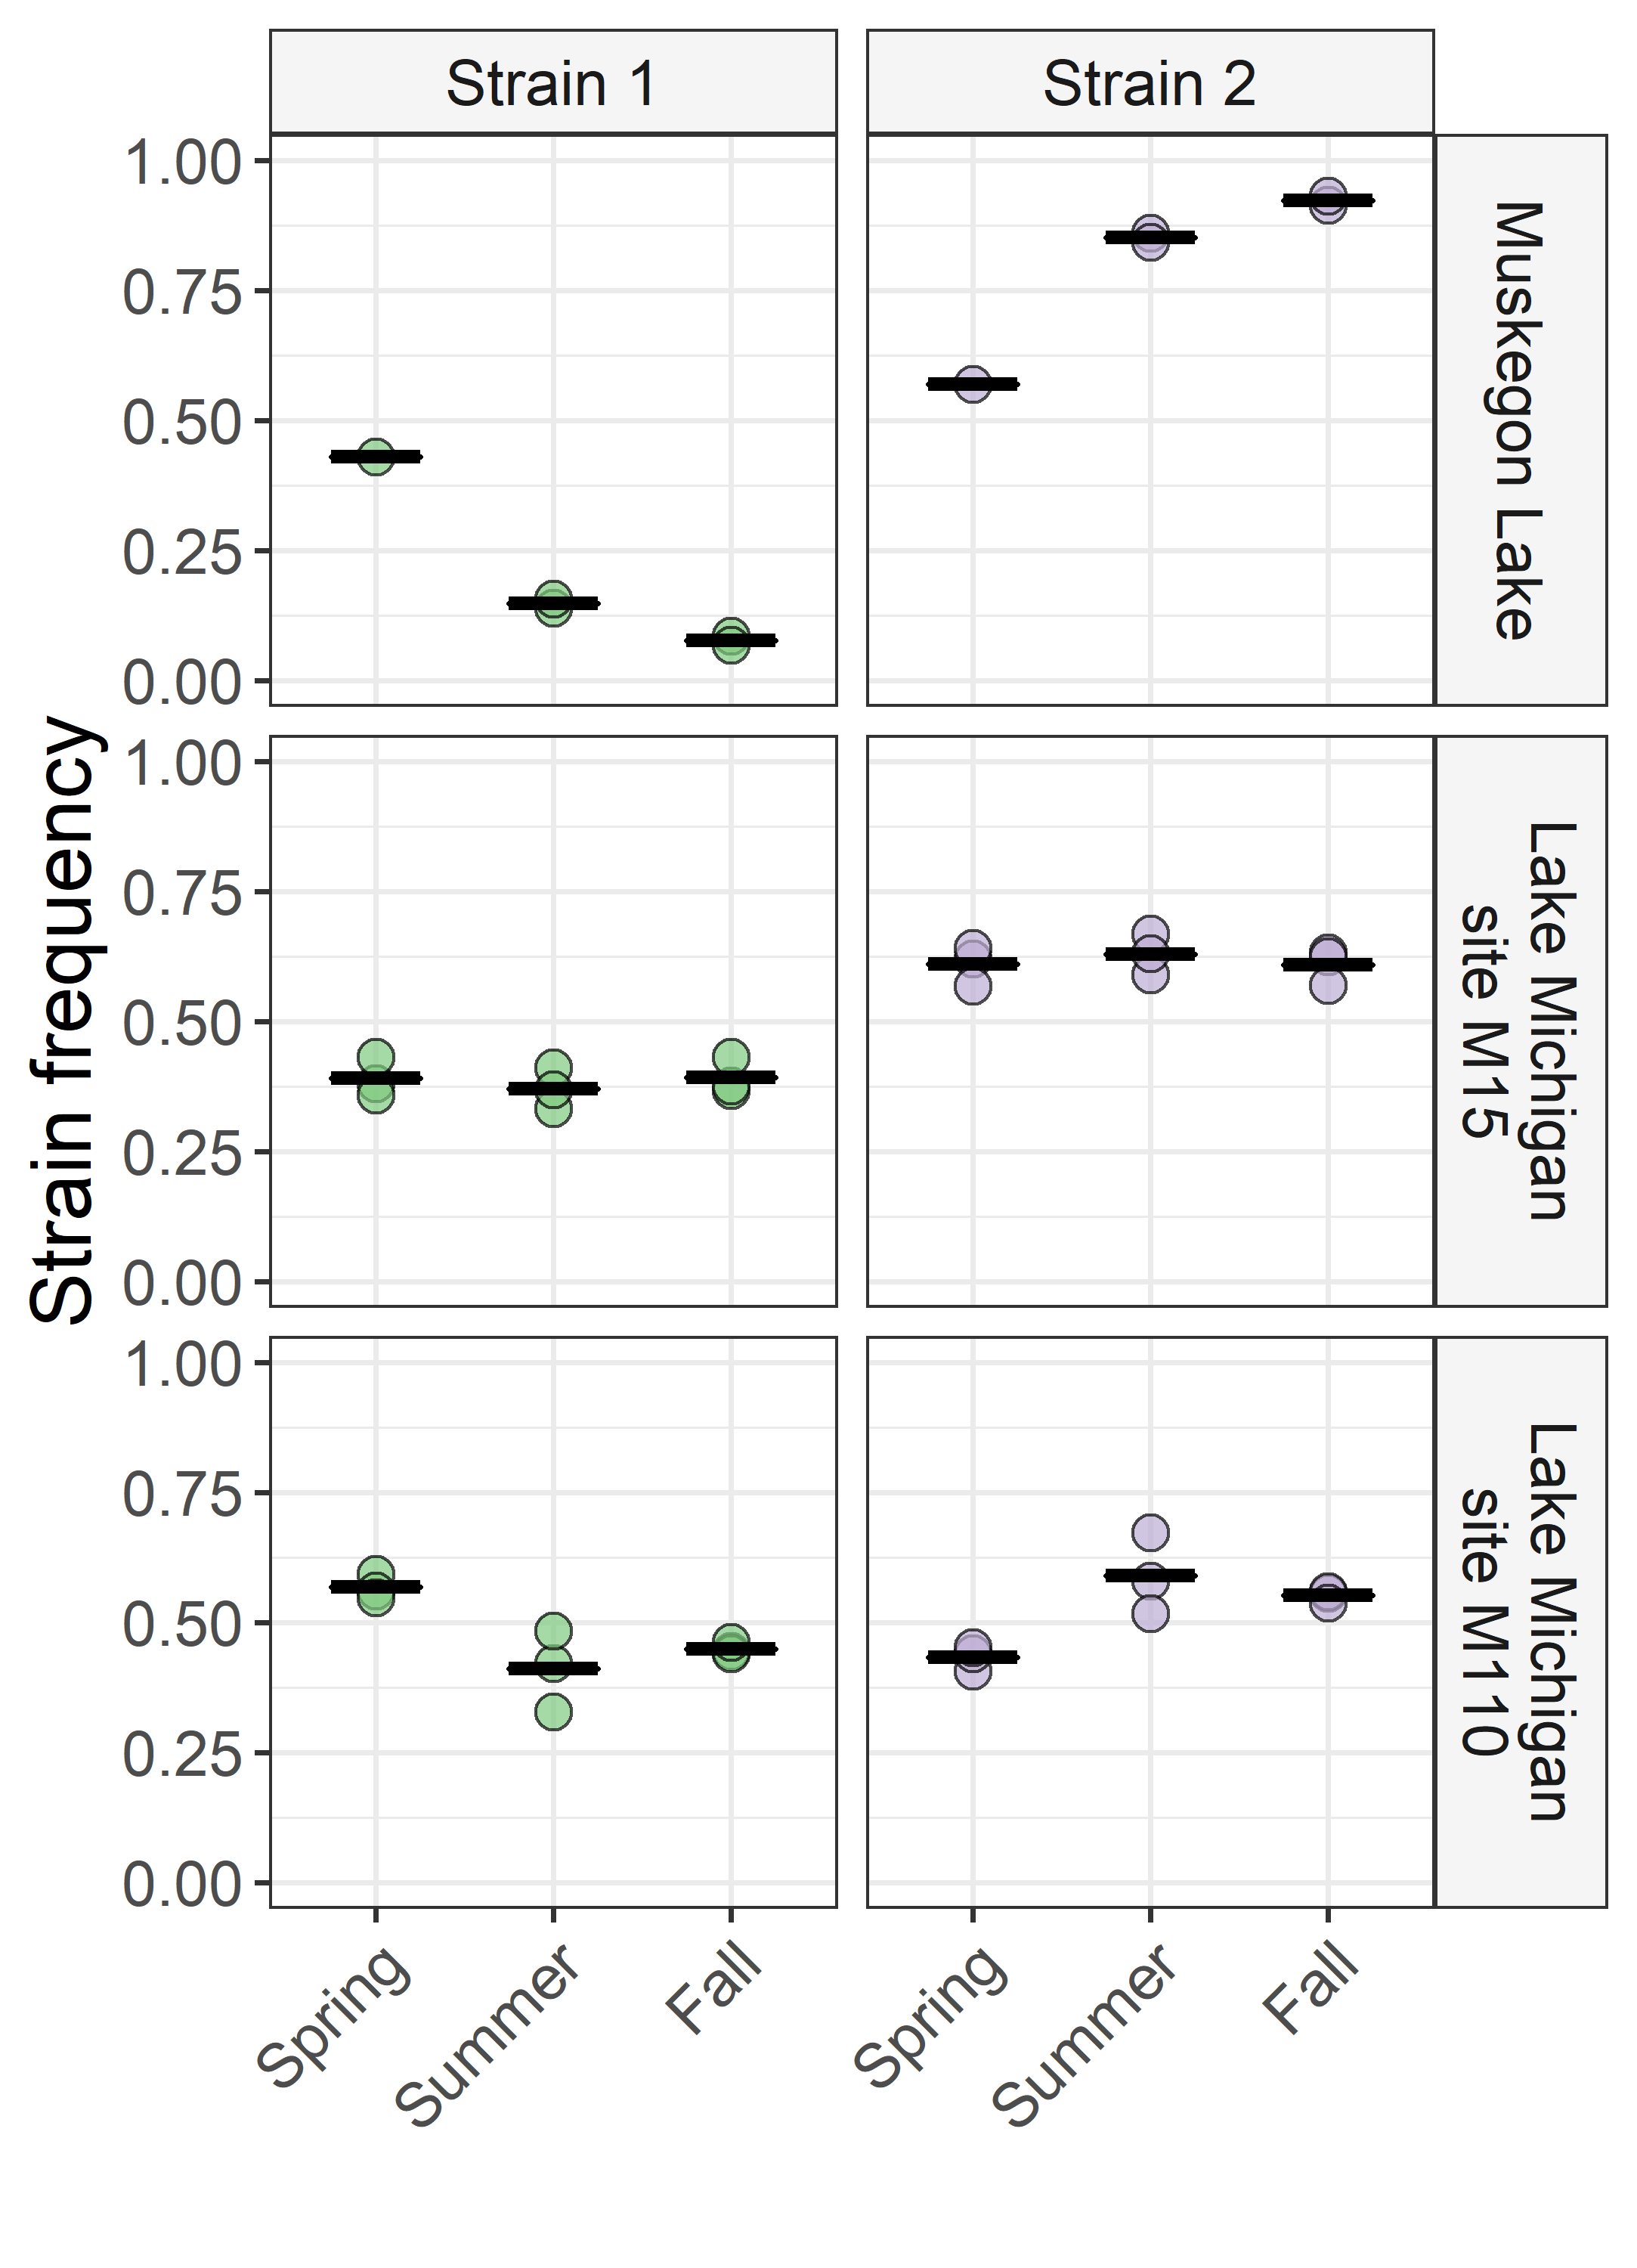 Strain 1
Strain 2
Strain frequency
1.00
0.75
0.50
0.25
0.00
Muskegon Lake
1.00
0.75
0.50
0.25
0.00
Lake Michigan
site M15
1.00
0.75
0.50
0.25
0.00
Lake Michigan
site M110
Spring
Summer
Fall
Spring
Summer
Fall